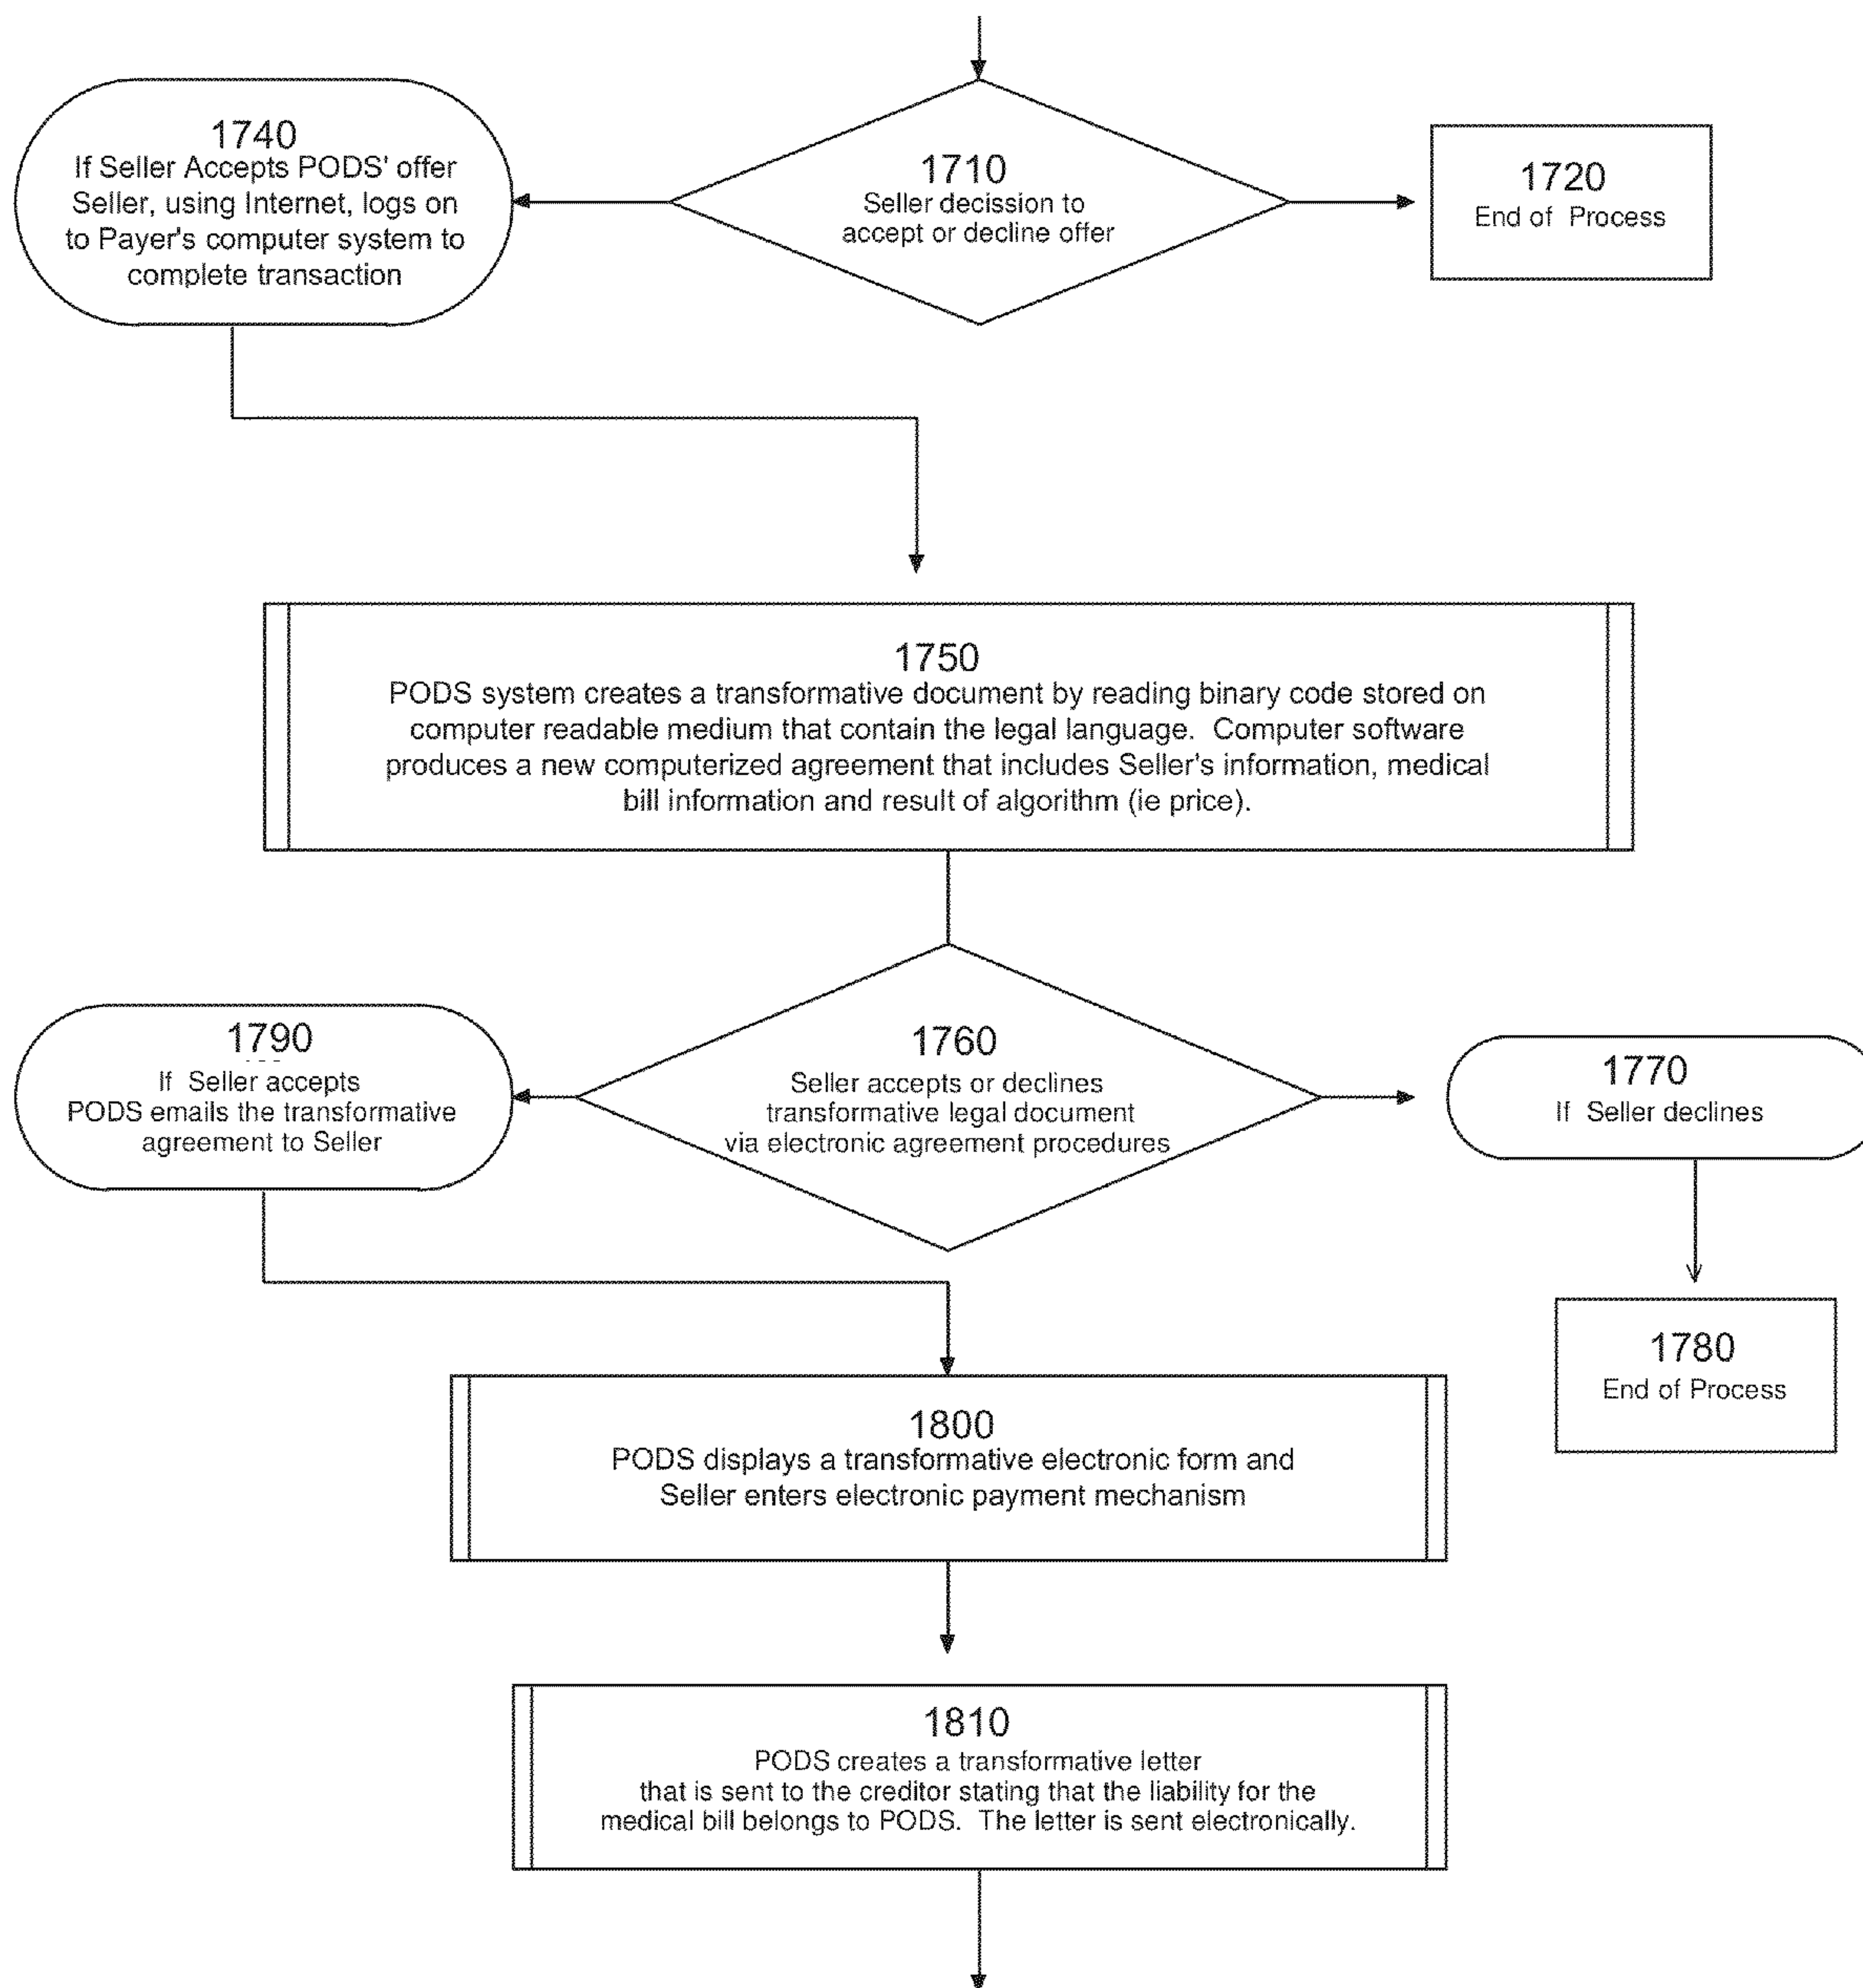 1740
If Seller Accepts PODS' offer
Seller, using Internet, logs on
to Payer's computer system to
complete transaction
1710
Seller decission to
accept or decline offer
1720
End of Process
1750
PODS system creates a transformative document by reading binary code stored on
computer readable medium that contain the legal language. Computer software
produces a new computerized agreement that includes Seller's information, medical
bill information and result of algorithm (ie price).
1790
If Seller accepts
PODS emails the transformative
agreement to Seller
1760
Seller accepts or declines
transformative legal document
via electronic agreement procedures
1770
If Seller declines
1780
End of Process
1800
PODS displays a transformative electronic form and
Seller enters electronic payment mechanism
1810
PODS creates a transformative letter
that is sent to the creditor stating that the liability for the
medical bill belongs to PODS. The letter is sent electronically.